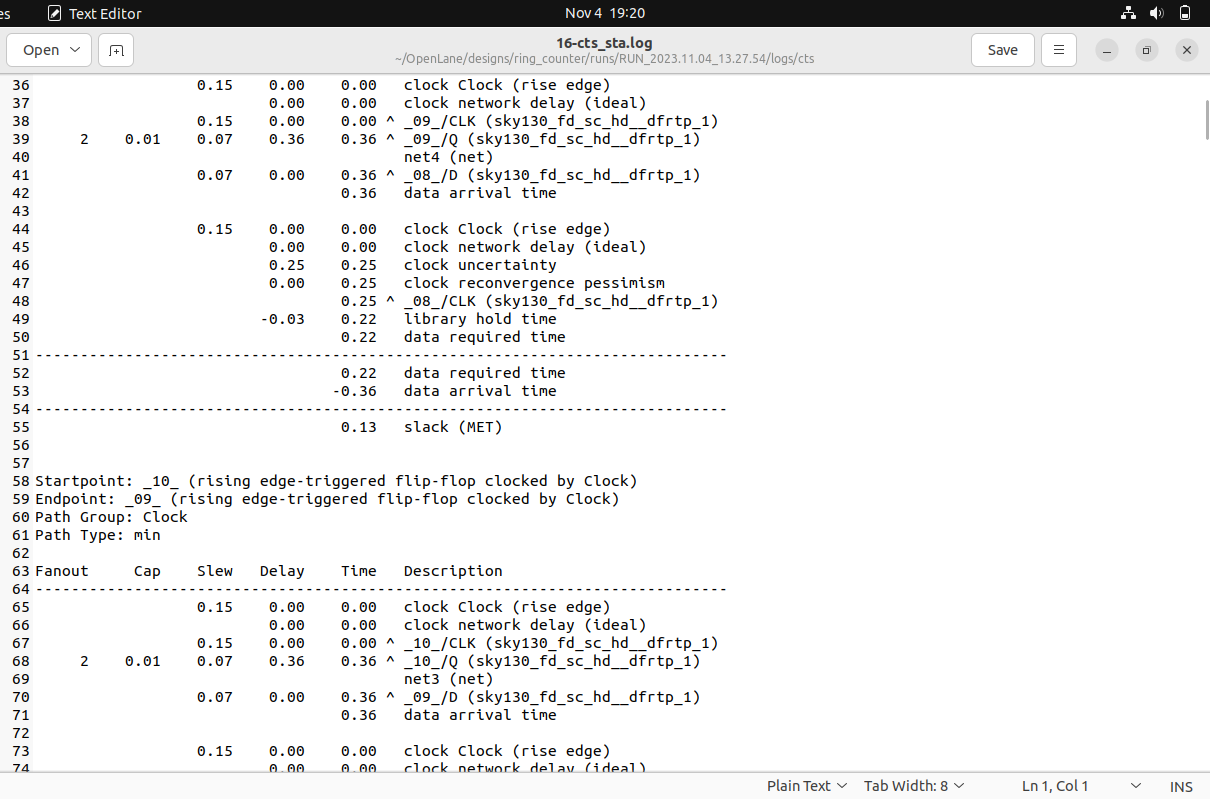 es Text Editor Nov 4 19:20
Open 16-cts_sta.log Save
~/OpenLane/designs/ring_counter/runs/RUN_2023.11.04_13.27.54/logs/cts
36 0.15 0.00 0.00 clock Clock (rise edge)
37 0.00 0.00 clock network delay (ideal)
38 0.15 0.00 0.00 ^ _09_/CLK (sky130_fd_sc_hd__dfrtp_1)
39 2 0.01 0.07 0.36 0.36 ^ _09_/Q (sky130_fd_sc_hd__dfrtp_1)
40 net4 (net)
41 0.07 0.00 0.36 ^ _08_/D (sky130_fd_sc_hd__dfrtp_1)
42 0.36 data arrival time
43
44 0.15 0.00 0.00 clock Clock (rise edge)
45 0.00 0.00 clock network delay (ideal)
46 0.25 0.25 clock uncertainty
47 0.00 0.25 clock reconvergence pessimism
48 0.25 ^ _08_/CLK (sky130_fd_sc_hd__dfrtp_1)
49 -0.03 0.22 library hold time
50 0.22 data required time
51 -----------------------------------------------------------------------------
52 0.22 data required time
53 -0.36 data arrival time
54 -----------------------------------------------------------------------------
55 0.13 slack (MET)
56
57
58 Startpoint: _10_ (rising edge-triggered flip-flop clocked by Clock)
59 Endpoint: _09_ (rising edge-triggered flip-flop clocked by Clock)
60 Path Group: Clock
61 Path Type: min
62
63 Fanout Cap Slew Delay Time Description
64 -----------------------------------------------------------------------------
65 0.15 0.00 0.00 clock Clock (rise edge)
66 0.00 0.00 clock network delay (ideal)
67 0.15 0.00 0.00 ^ _10_/CLK (sky130_fd_sc_hd__dfrtp_1)
68 2 0.01 0.07 0.36 0.36 ^ _10_/Q (sky130_fd_sc_hd__dfrtp_1)
69 net3 (net)
70 0.07 0.00 0.36 ^ _09_/D (sky130_fd_sc_hd__dfrtp_1)
71 0.36 data arrival time
72
73 0.15 0.00 0.00 clock Clock (rise edge)
74 0.00 0.00 clock network delay (ideal)
Plain Text Tab Width: 8 Ln 1, Col 1 INS